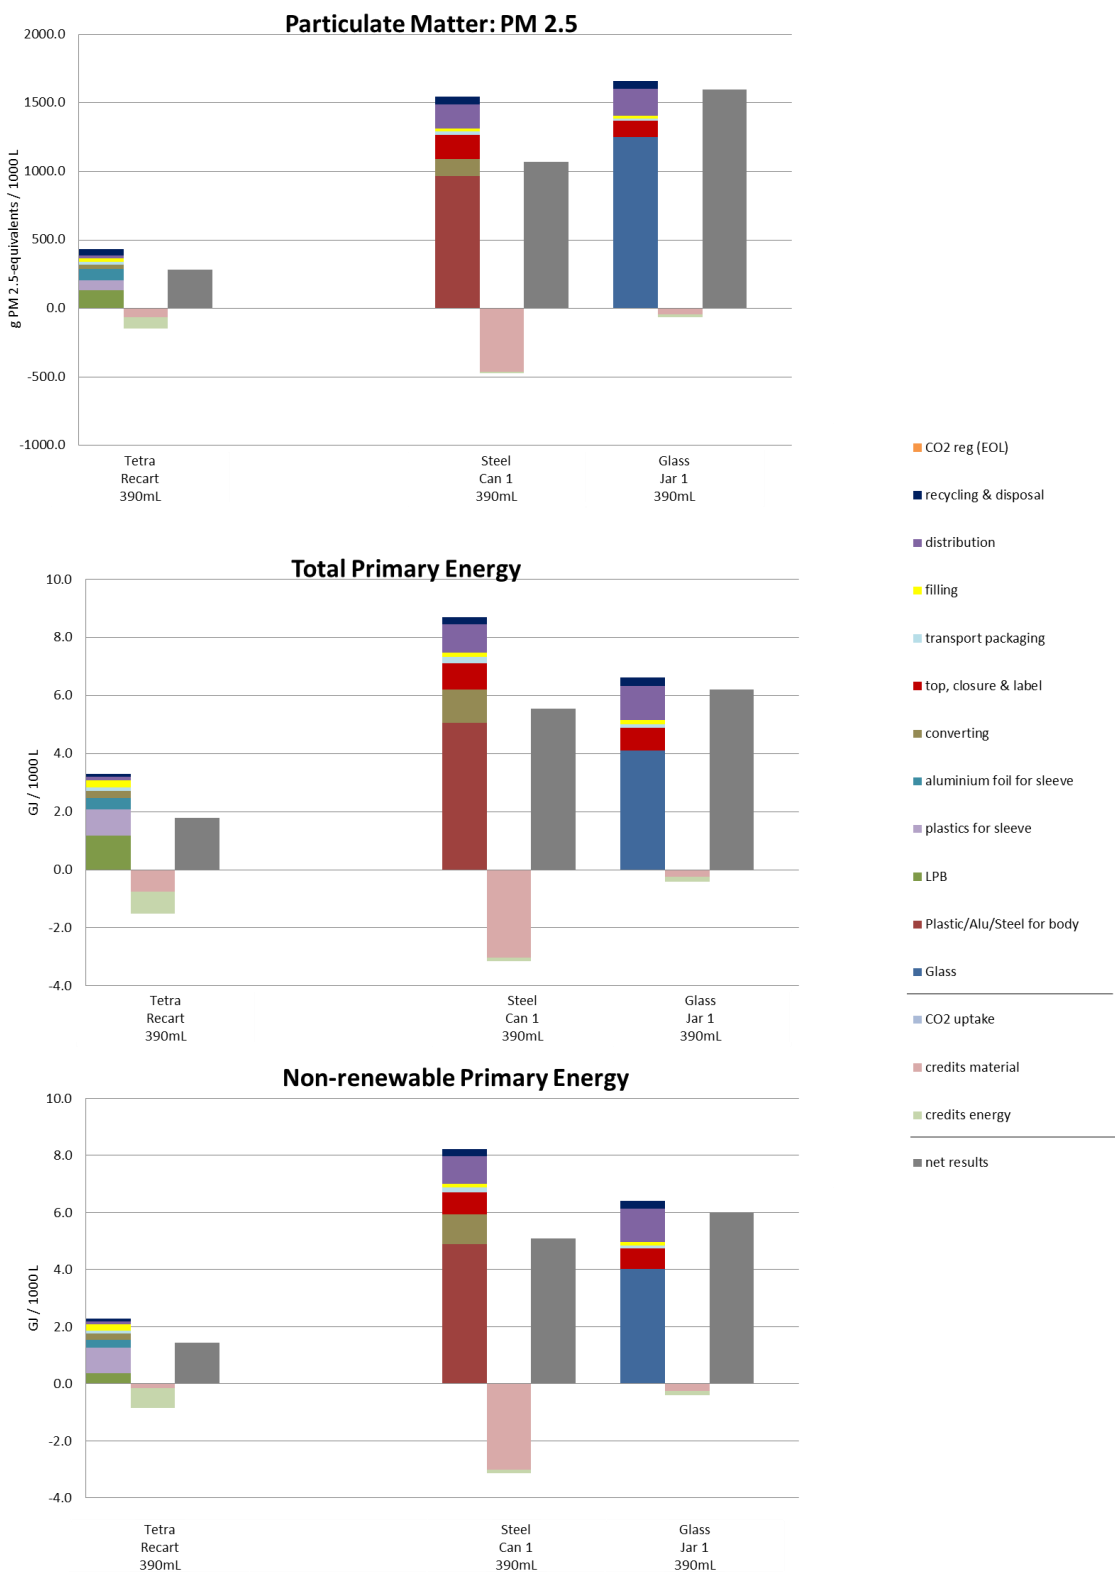 Particulate Matter: PM 2.5
2000.0
1500.0
1000.0
500.0
0.0
-500.0
-1000.0
g PM 2.5-equivalents / 1000 L
Tetra
Recart
390mL
Steel
Can 1
390mL
Glass
Jar 1
390mL
Total Primary Energy
10.0
8.0
6.0
4.0
2.0
0.0
-2.0
-4.0
GJ / 1000 L
Tetra
Recart
390mL
Steel
Can 1
390mL
Glass
Jar 1
390mL
Non-renewable Primary Energy
10.0
8.0
6.0
4.0
2.0
0.0
-2.0
-4.0
GJ / 1000 L
Tetra
Recart
390mL
Steel
Can 1
390mL
Glass
Jar 1
390mL
CO2 reg (EOL)
recycling & disposal
distribution
filling
transport packaging
top, closure & label
converting
aluminium foil for sleeve
plastics for sleeve
LPB
Plastic/Alu/Steel for body
Glass
CO2 uptake
credits material
credits energy
net results